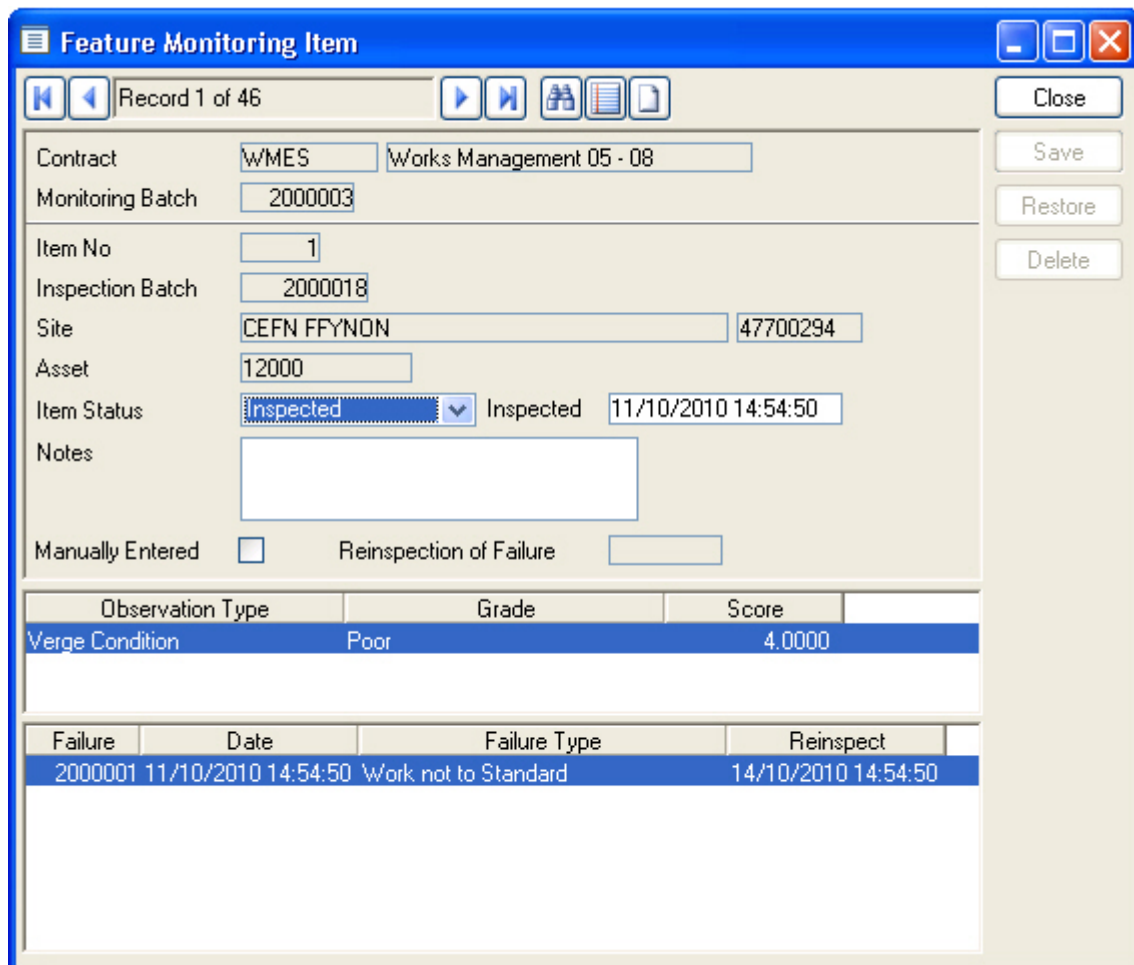 Feature Monitoring Item
Record 1 of 46
Close
Contract WMES Works Management 05 - 08
Save
Monitoring Batch 2000003
Restore
Item No 1
Delete
Inspection Batch 2000018
Site CEFN FFYNON 47700294
Asset 12000
Item Status Inspected Inspected 11/10/2010 14:54:50
Notes
Manually Entered Reinspection of Failure
Observation Type Grade Score
Verge Condition Poor 4.0000
Failure Date Failure Type Reinspect
2000001 11/10/2010 14:54:50 Work not to Standard 14/10/2010 14:54:50